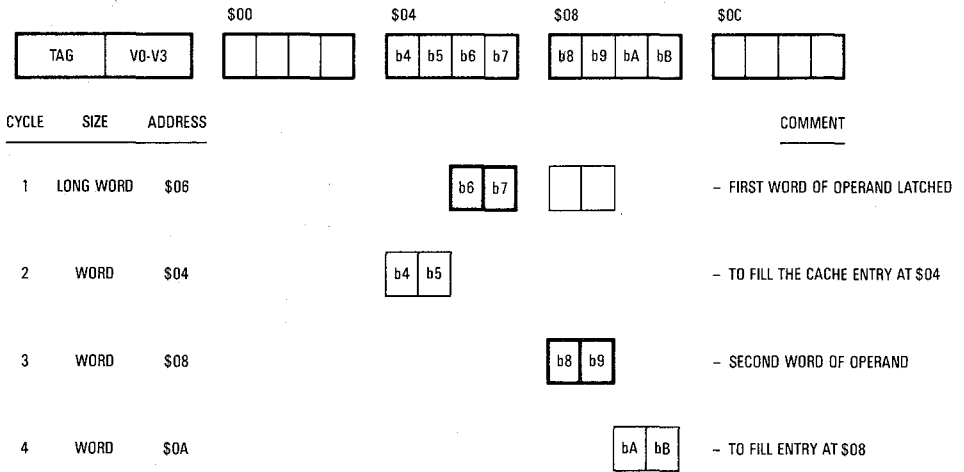 $00 $04 $08 $0C
TAG V0-V3 b4 b5 b6 b7 b8 b9 bA bB
CYCLE SIZE ADDRESS COMMENT
1 LONG WORD $06 b6 b7 – FIRST WORD OF OPERAND LATCHED
2 WORD $04 b4 b5 – TO FILL THE CACHE ENTRY AT $04
3 WORD $08 b8 b9 – SECOND WORD OF OPERAND
4 WORD $0A bA bB – TO FILL ENTRY AT $08